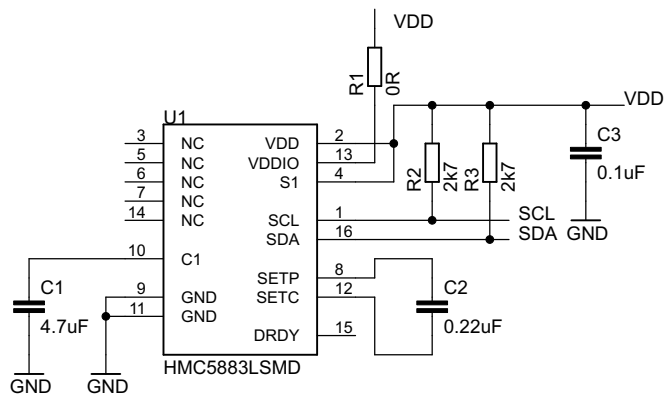 VDD
R1
0R
U1
VDD
3 NC VDD 2
5 NC VDDIO 13
6 NC S1 4
7 NC
14 NC SCL 1
SDA 16
R2
2k7
R3
2k7
C3
0.1uF
SCL
SDA
GND
10 C1
SETP 8
9 GND SETC 12
11 GND
DRDY 15
C1
4.7uF
C2
0.22uF
HMC5883LSMD
GND
GND